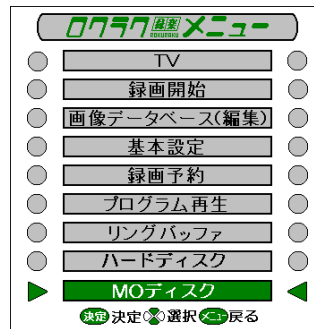 ロクラク 録楽 ROKURAKU メニュー
TV
録画開始
画像データベース(編集)
基本設定
録画予約
プログラム再生
リングバッファ
ハードディスク
MOディスク
決定 決定 選択 メニュー 戻る